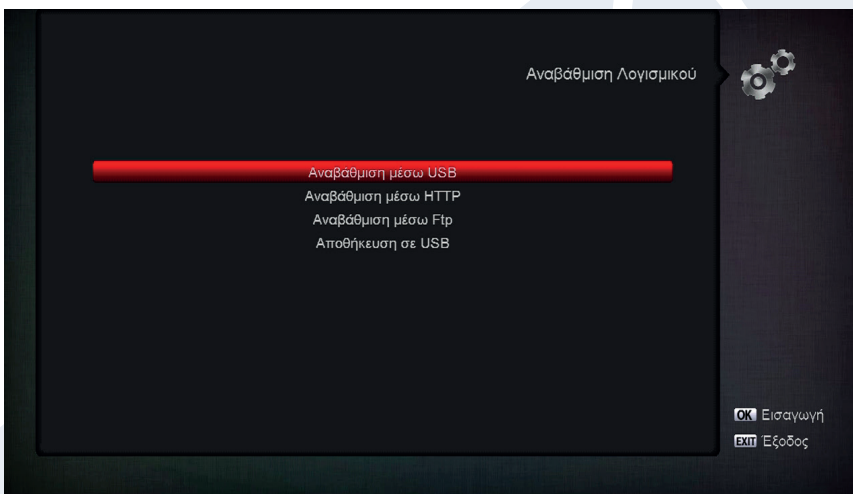 Αναβάθμιση Λογισμικού
Αναβάθμιση μέσω USB
Αναβάθμιση μέσω HTTP
Αναβάθμιση μέσω Ftp
Αποθήκευση σε USB
OK Εισαγωγή
EXIT Έξοδος